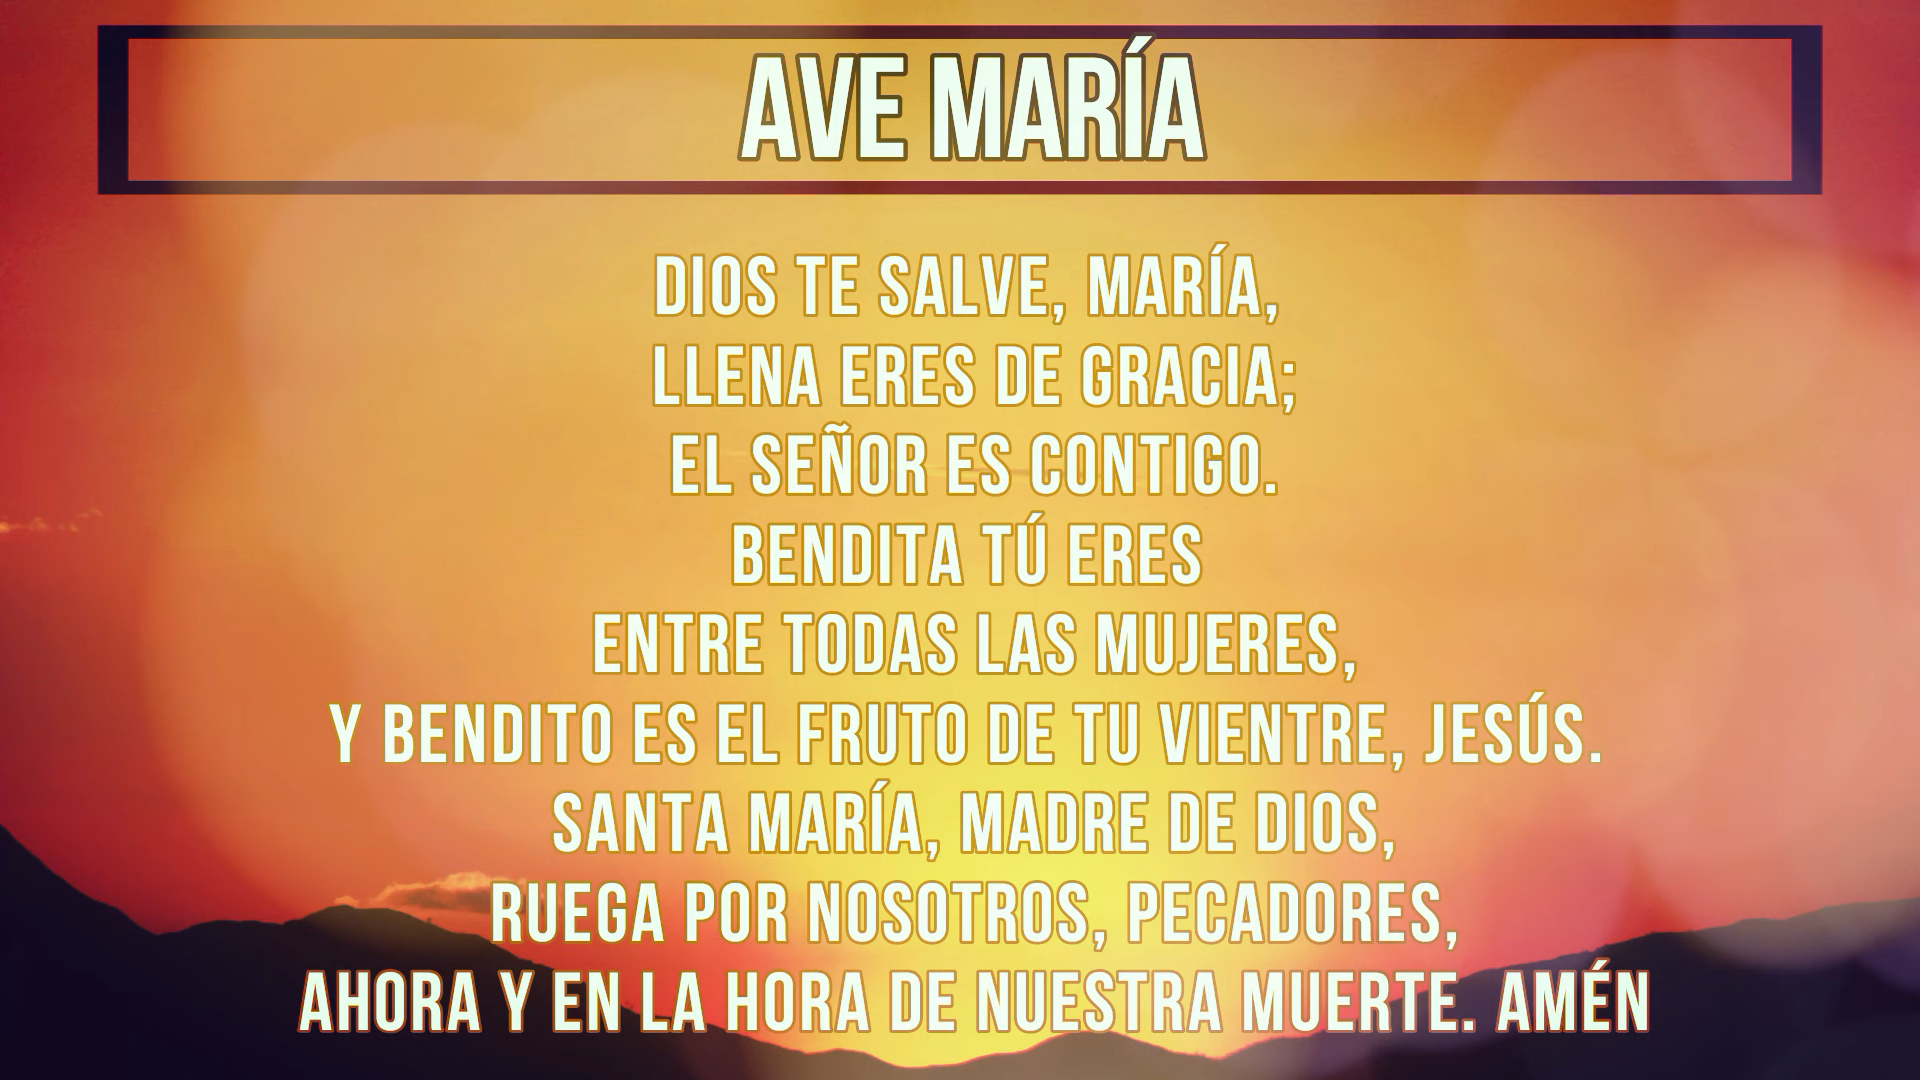 AVE MARÍA
DIOS TE SALVE, MARÍA,
LLENA ERES DE GRACIA;
EL SEÑOR ES CONTIGO.
BENDITA TÚ ERES
ENTRE TODAS LAS MUJERES,
Y BENDITO ES EL FRUTO DE TU VIENTRE, JESÚS.
SANTA MARÍA, MADRE DE DIOS,
RUEGA POR NOSOTROS, PECADORES,
AHORA Y EN LA HORA DE NUESTRA MUERTE. AMÉN